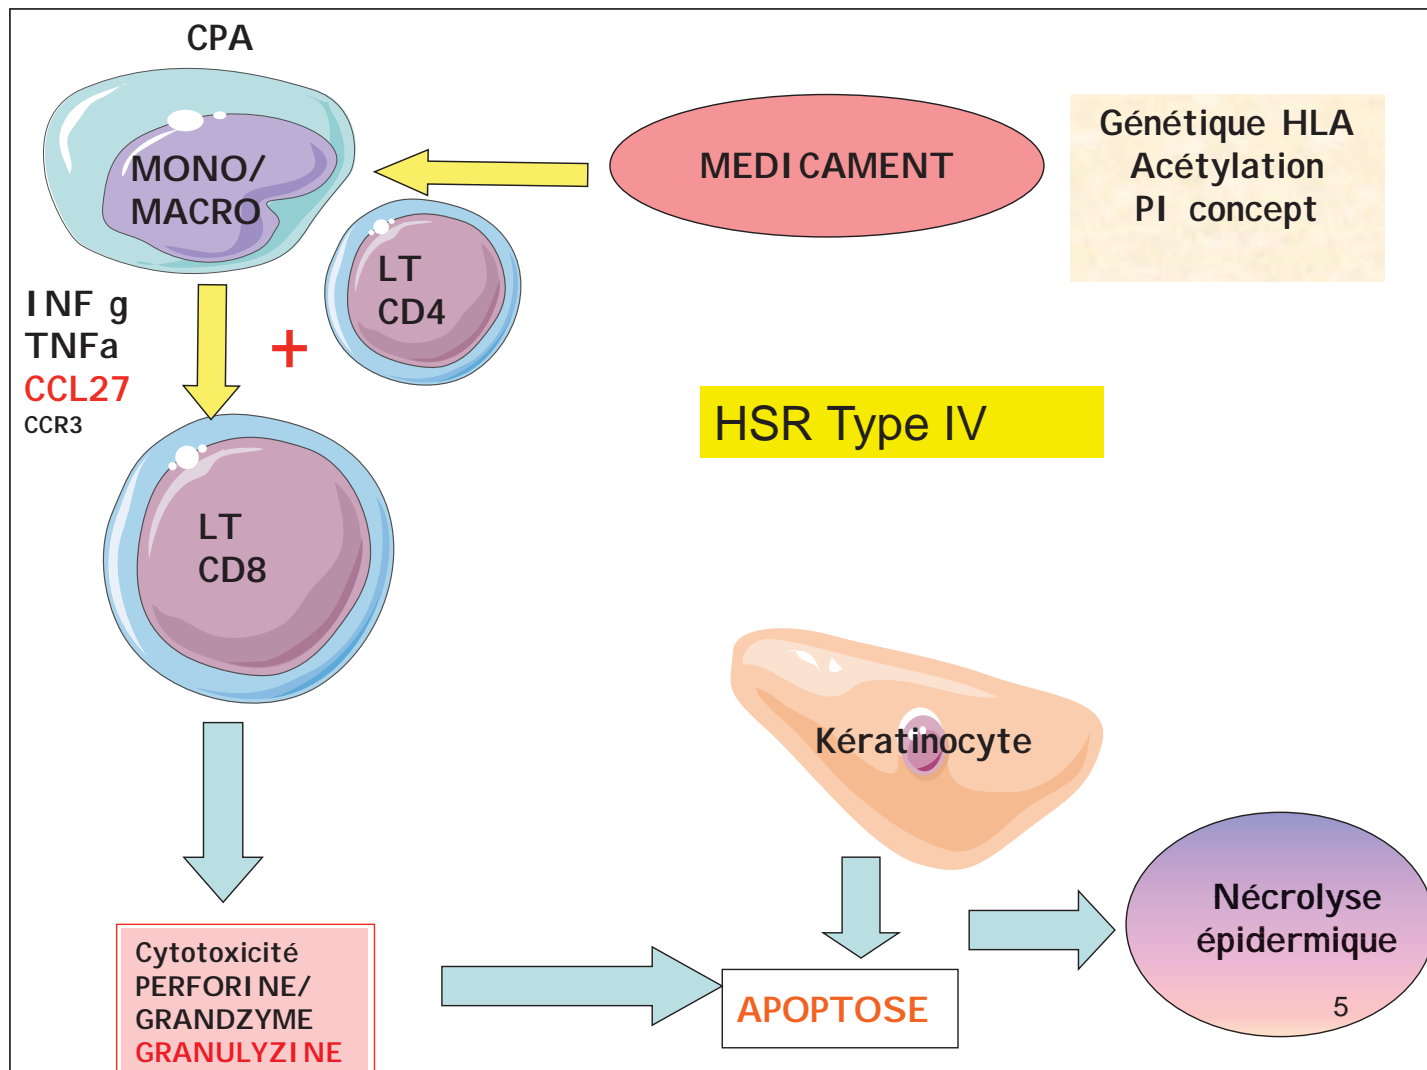 CPA
MONO/
MACRO
MEDICAMENT
Génétique HLA
Acétylation
PI concept
LT
CD4
INF g
TNFa
CCL27
CCR3
+
HSR Type IV
LT
CD8
Kératinocyte
Cytotoxicité
PERFORINE/
GRANDZYME
GRANULYZINE
APOPTOSE
Nécrolyse
épidermique
5